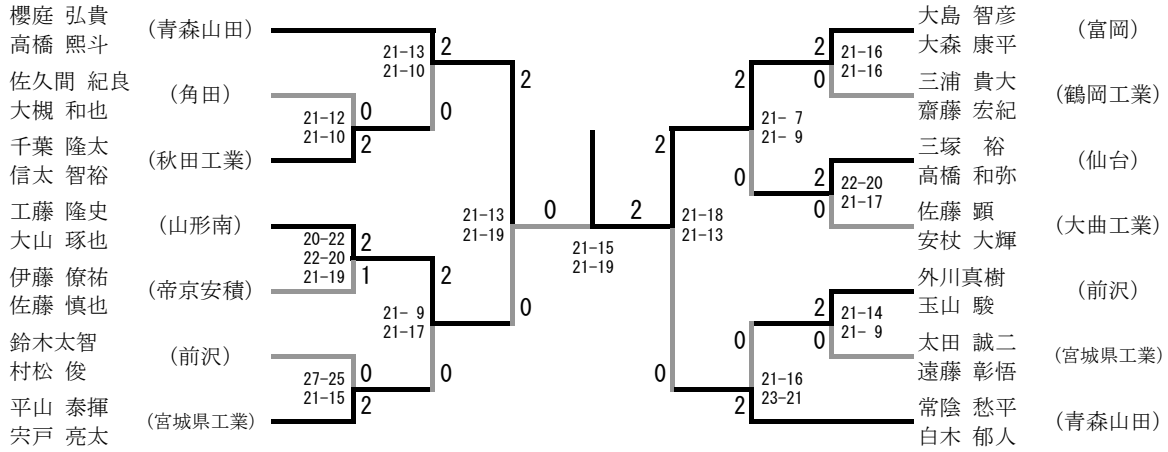 櫻庭 弘貴
高橋 熙斗
(青森山田)
佐久間 紀良
大槻 和也
(角田)
千葉 隆太
信太 智裕
(秋田工業)
工藤 隆史
大山 琢也
(山形南)
伊藤 僚祐
佐藤 慎也
(帝京安積)
鈴木太智
村松 俊
(前沢)
平山 泰揮
宍戸 亮太
(宮城県工業)
21-13
21-10
2
0
21-12
21-10
0
2
20-22
22-20
21-19
2
1
27-25
21-15
0
2
21- 9
21-17
2
0
21-13
21-19
2
0
0
2
21-15
21-19
21-18
21-13
2
0
21- 7
21- 9
2
0
21-16
23-21
0
2
21-16
21-16
2
0
22-20
21-17
2
0
21-14
21- 9
2
0
大島 智彦
大森 康平
(富岡)
三浦 貴大
齋藤 宏紀
(鶴岡工業)
三塚 裕
高橋 和弥
(仙台)
佐藤 顕
安杖 大輝
(大曲工業)
外川真樹
玉山 駿
(前沢)
太田 誠二
遠藤 彰悟
(宮城県工業)
常陰 愁平
白木 郁人
(青森山田)